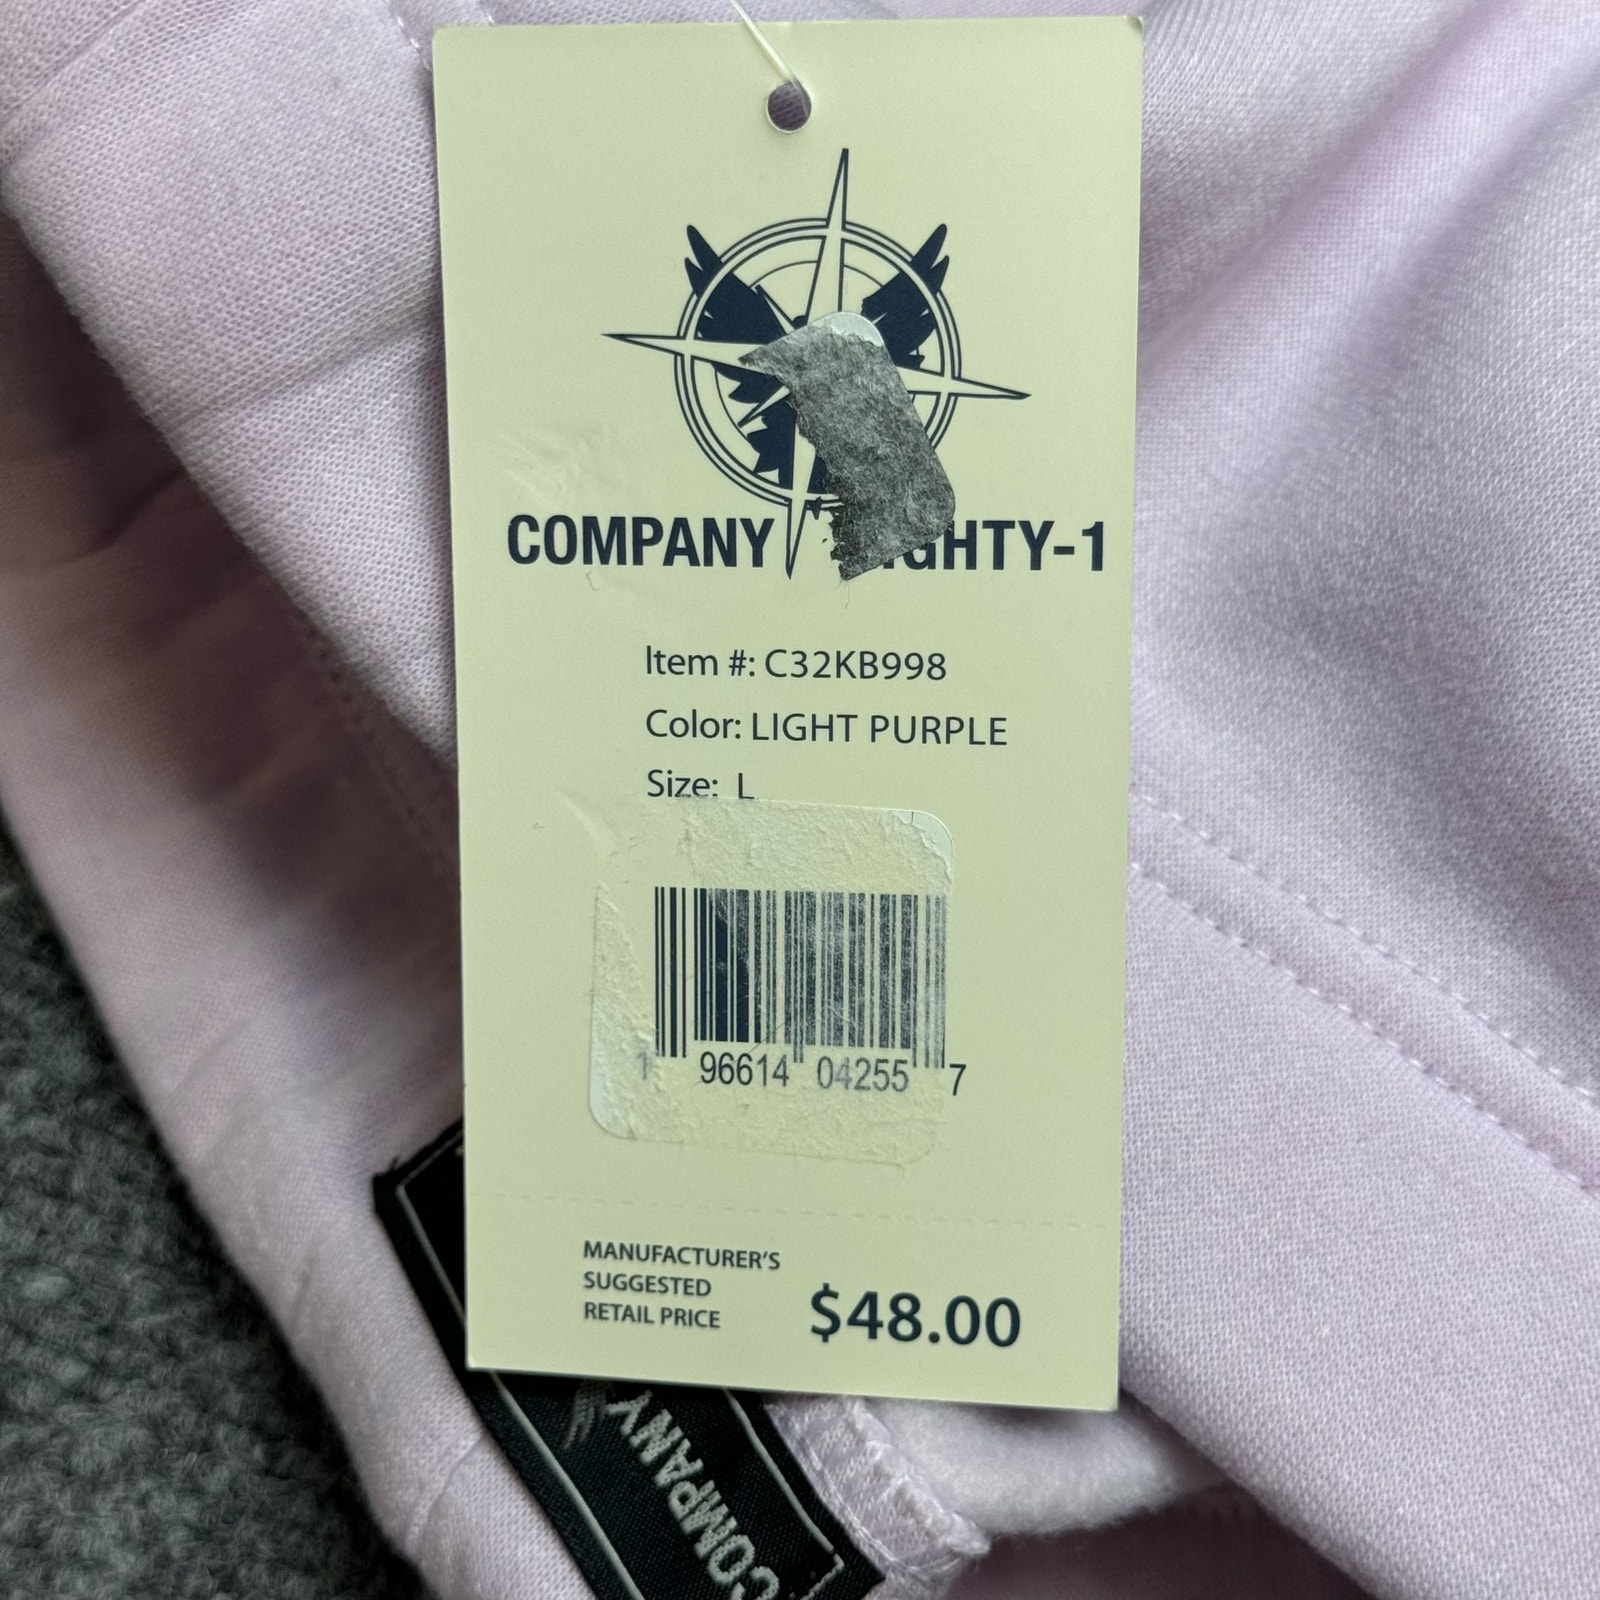 COMPANY GHTY-1
Item #: C32KB998
Color: LIGHT PURPLE
Size: L
1 96614 04255 7
MANUFACTURER'S
SUGGESTED
RETAIL PRICE
$48.00
COMPANY